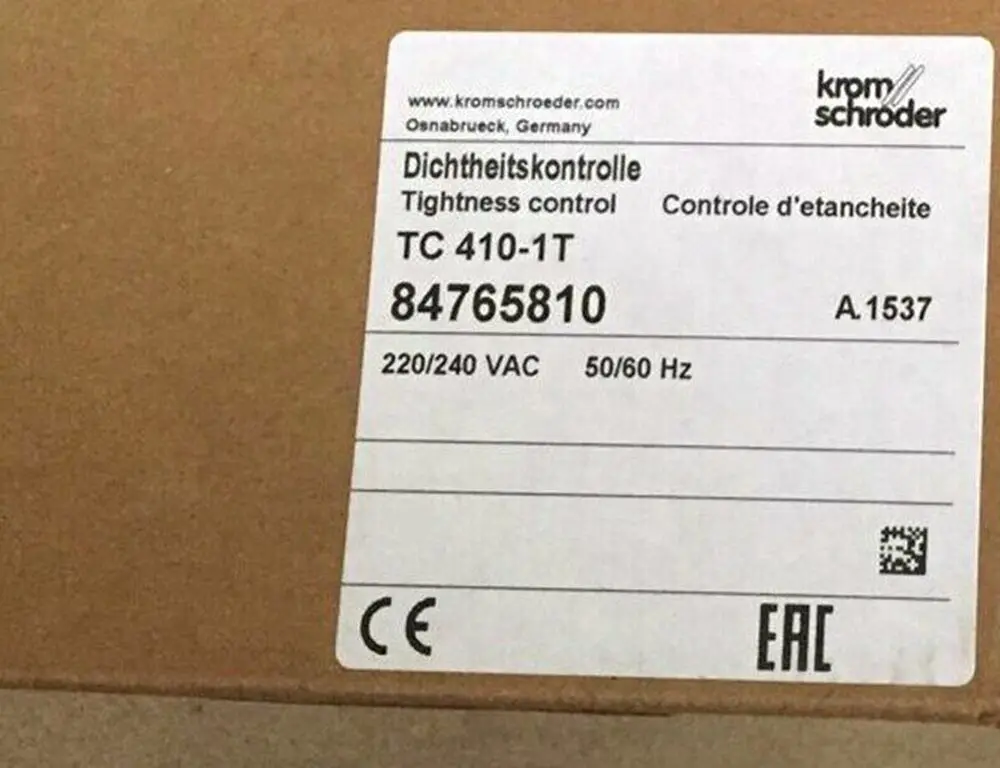 www.kromschroeder.com
Osnabrueck, Germany
krom
schröder
Dichtheitskontrolle
Tightness control Controle d'etancheite
TC 410-1T
84765810 A.1537
220/240 VAC 50/60 Hz
CE EAC